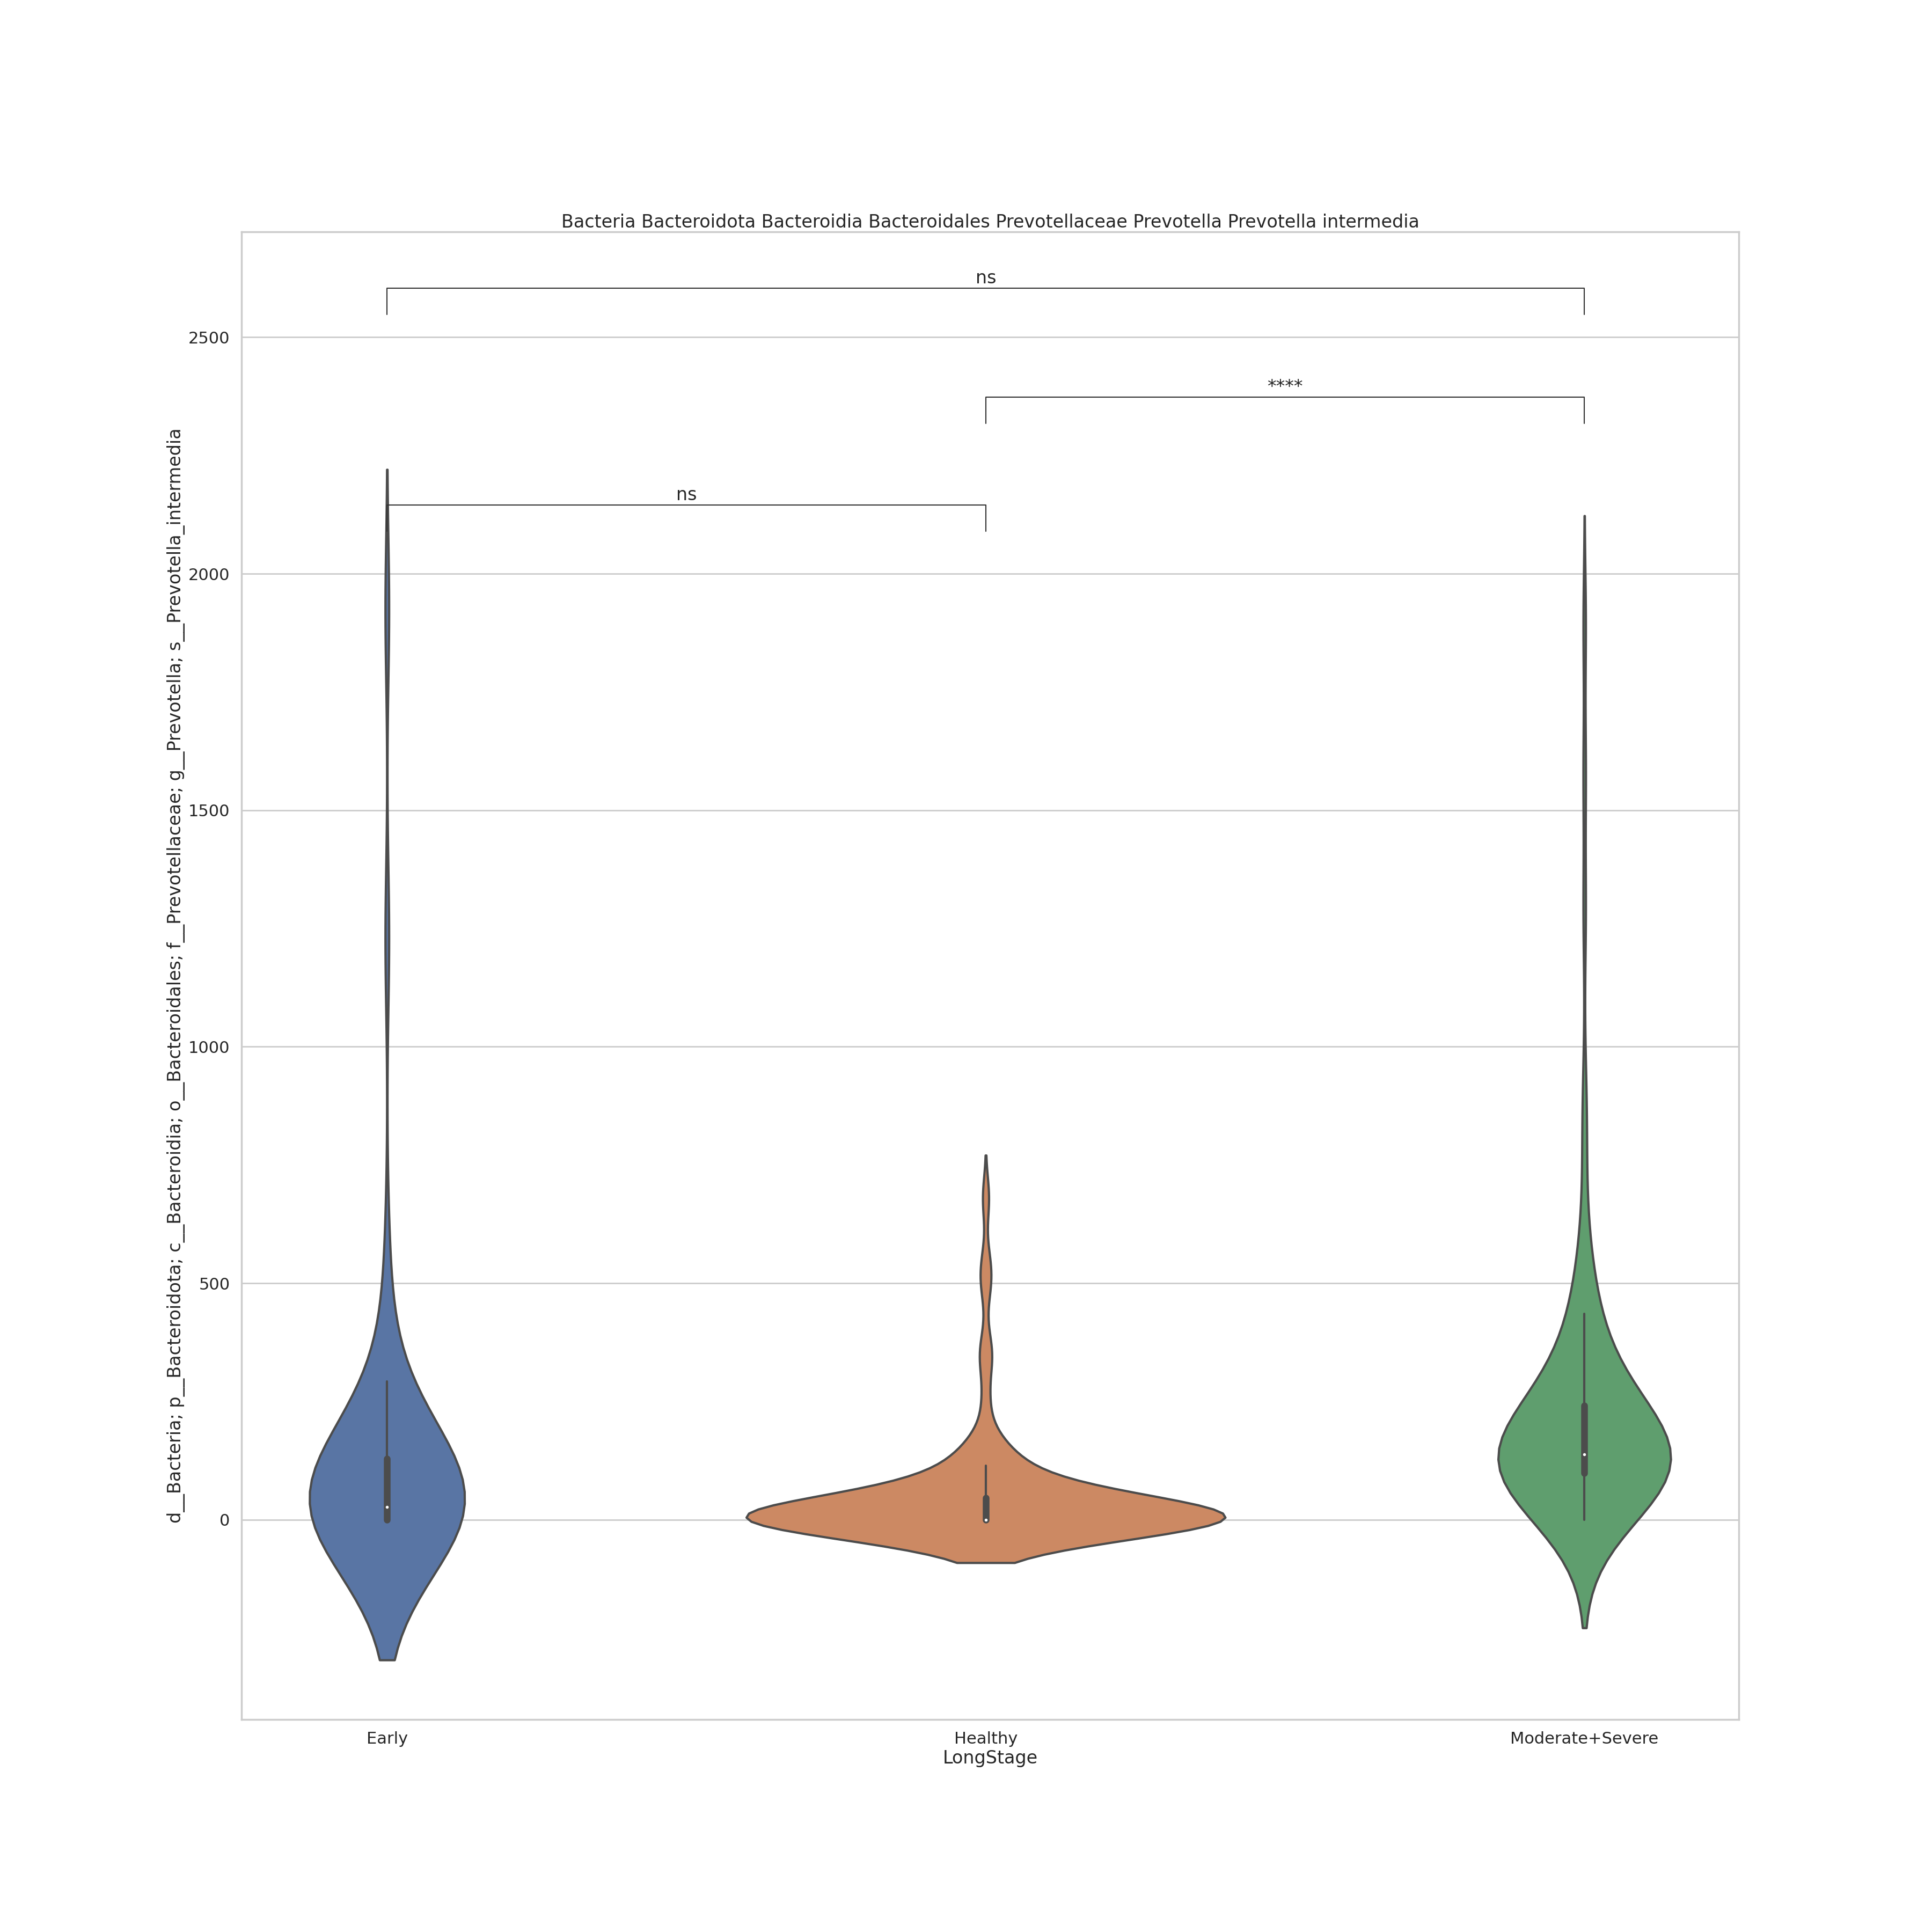 Bacteria Bacteroidota Bacteroidia Bacteroidales Prevotellaceae Prevotella Prevotella intermedia
ns
2500
****
ns
2000
1500
1000
500
0
d__Bacteria; p__Bacteroidota; c__Bacteroidia; o__Bacteroidales; f__Prevotellaceae; g__Prevotella; s__Prevotella_intermedia
Early
Healthy
Moderate+Severe
LongStage